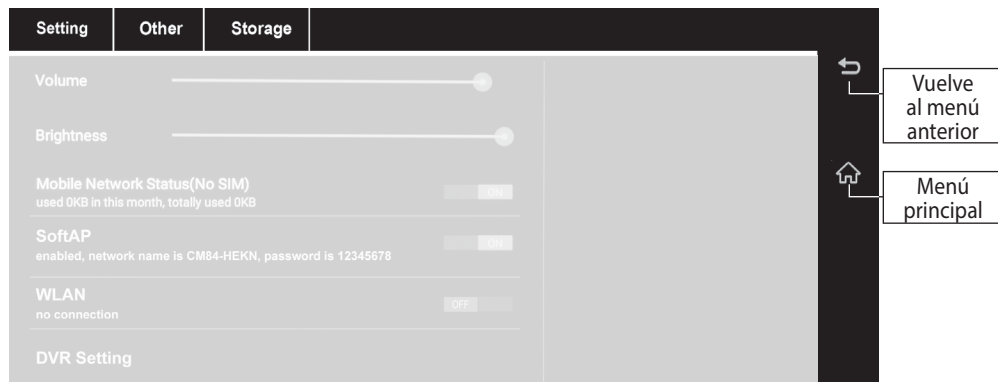 Setting Other Storage
Volume
Brightness
Mobile Network Status(No SIM)
used 0KB in this month, totally used 0KB
ON
SoftAP
enabled, network name is CM84-HEKN, password is 12345678
ON
WLAN
no connection
OFF
DVR Setting
Vuelve
al menú
anterior
Menú
principal